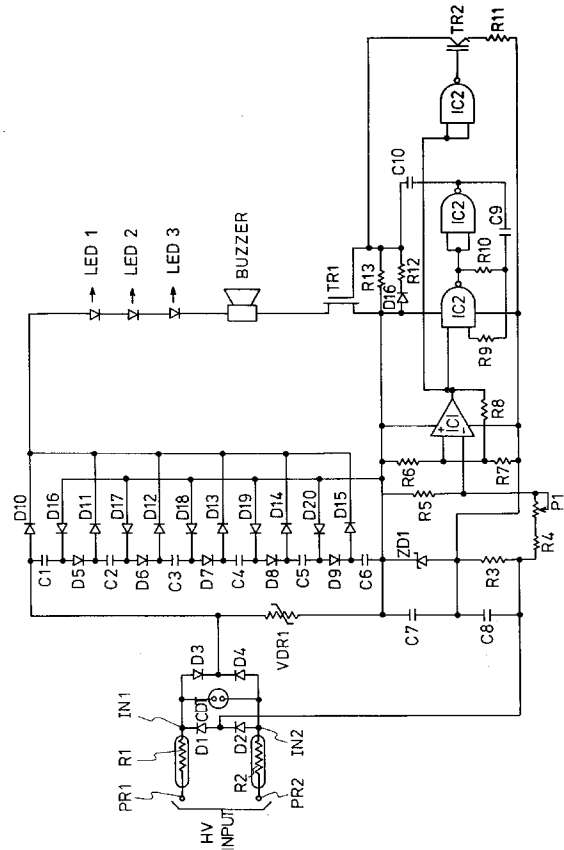 HV
INPUT
PR1
PR2
R1
R2
IN1
IN2
D1
D2
CD1
D3
D4
VDR1
C1
D5
C2
D6
C3
D7
C4
D8
C5
D9
C6
D10
D16
D11
D17
D12
D18
D13
D19
D14
D20
D15
LED 1
LED 2
LED 3
BUZZER
TR1
C7
C8
ZD1
R3
R4
P1
R5
R6
R7
+
-
IC1
R8
R13
R12
D16
C10
IC2
R9
R10
IC2
C9
IC2
TR2
R11